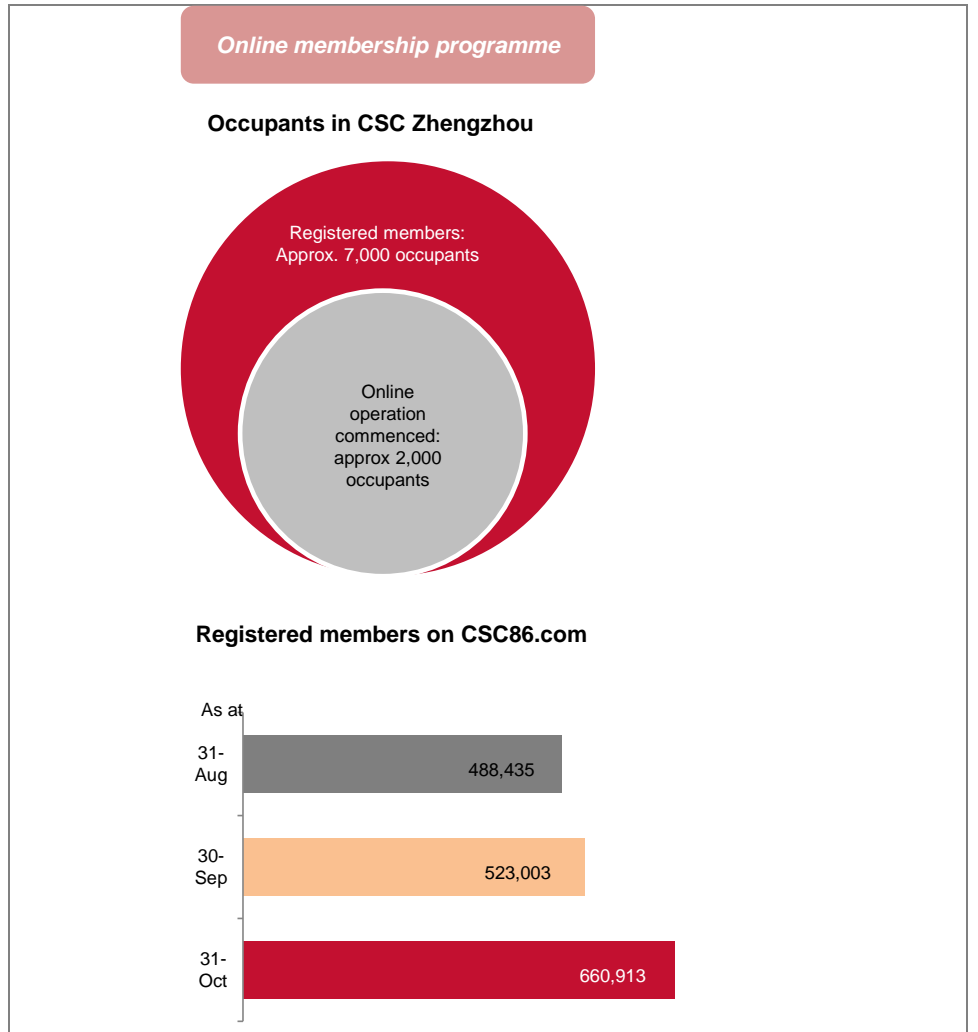 Online membership programme
Occupants in CSC Zhengzhou
Registered members:
Approx. 7,000 occupants
Online
operation
commenced:
approx 2,000
occupants
Registered members on CSC86.com
As at
31-
Aug
488,435
30-
Sep
523,003
31-
Oct
660,913